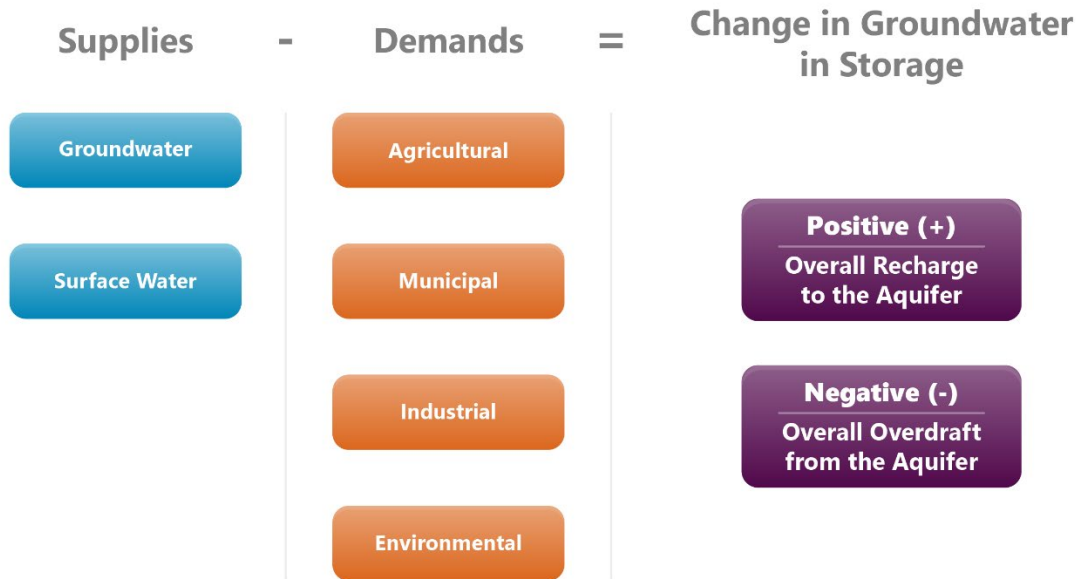 Supplies - Demands = Change in Groundwater
in Storage
Groundwater
Surface Water
Agricultural
Municipal
Industrial
Environmental
Positive (+)
Overall Recharge
to the Aquifer
Negative (-)
Overall Overdraft
from the Aquifer